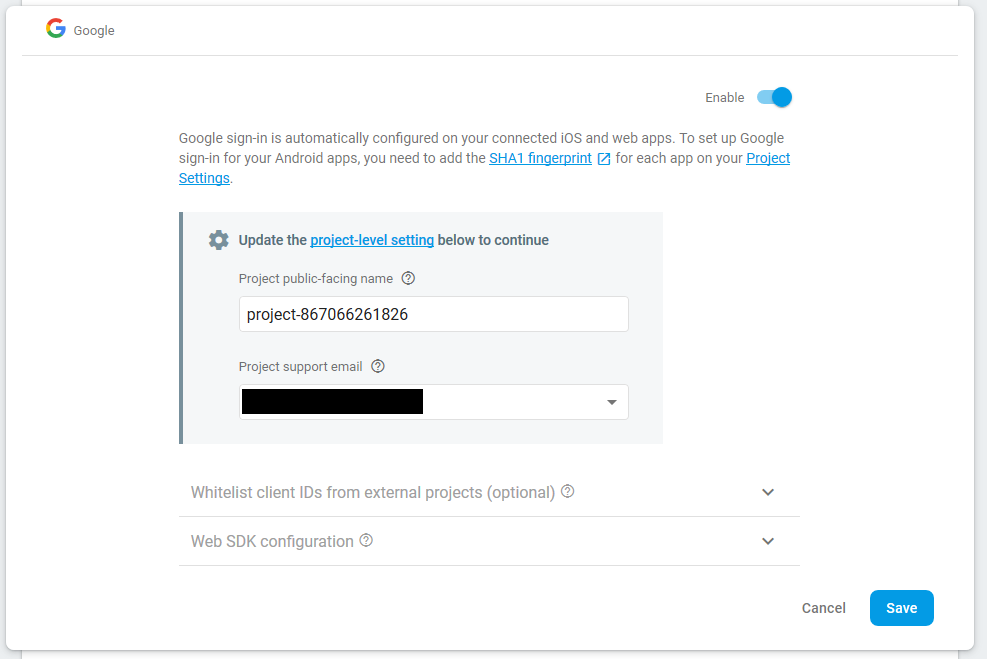 Google
Enable
Google sign-in is automatically configured on your connected iOS and web apps. To set up Google
sign-in for your Android apps, you need to add the SHA1 fingerprint for each app on your Project
Settings.
Update the project-level setting below to continue
Project public-facing name
project-867066261826
Project support email
Whitelist client IDs from external projects (optional)
Web SDK configuration
Cancel
Save